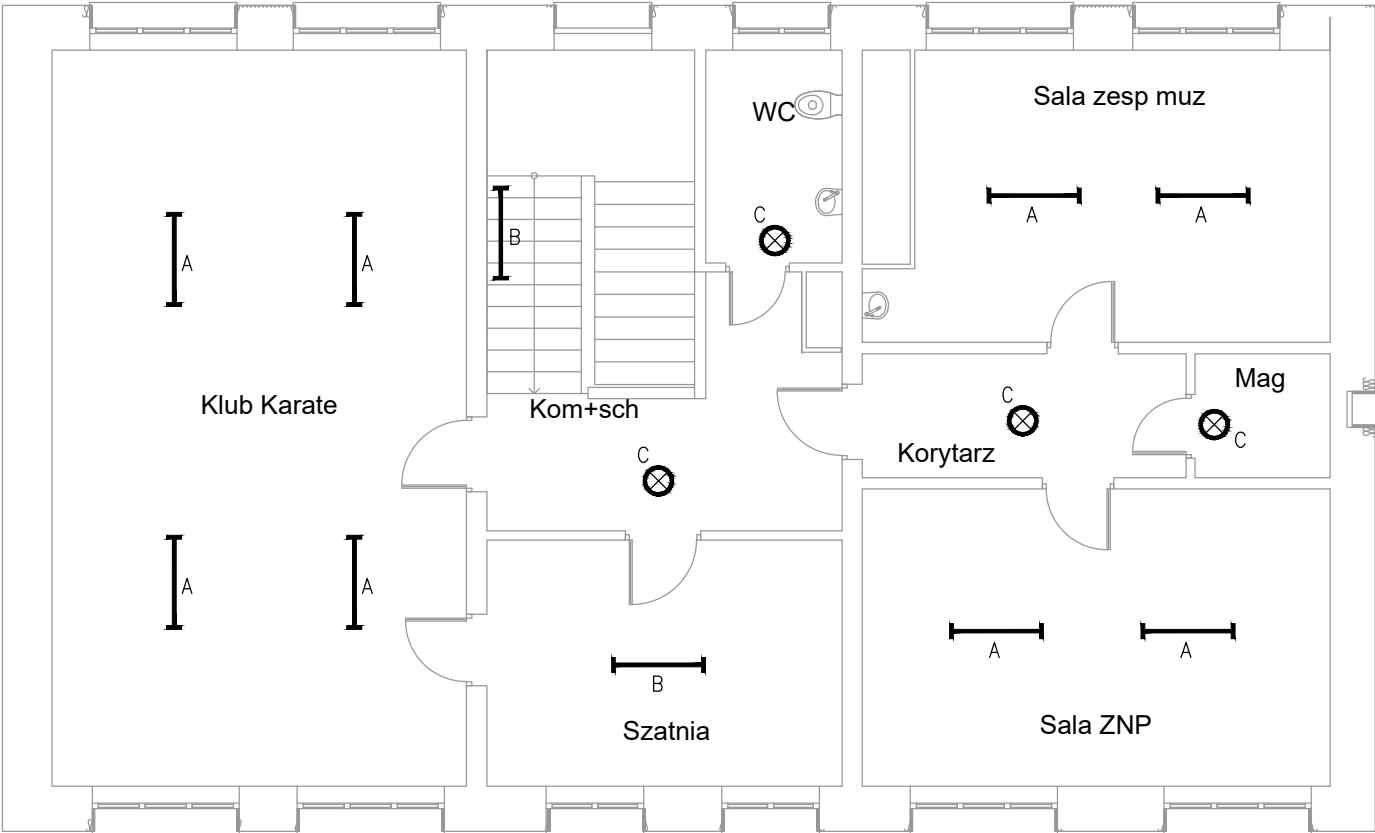 Sala zesp muz
WC
A
A
C
B
A
A
Mag
Klub Karate
Kom+sch
C
C
Korytarz
C
A
A
A
A
B
Sala ZNP
Szatnia